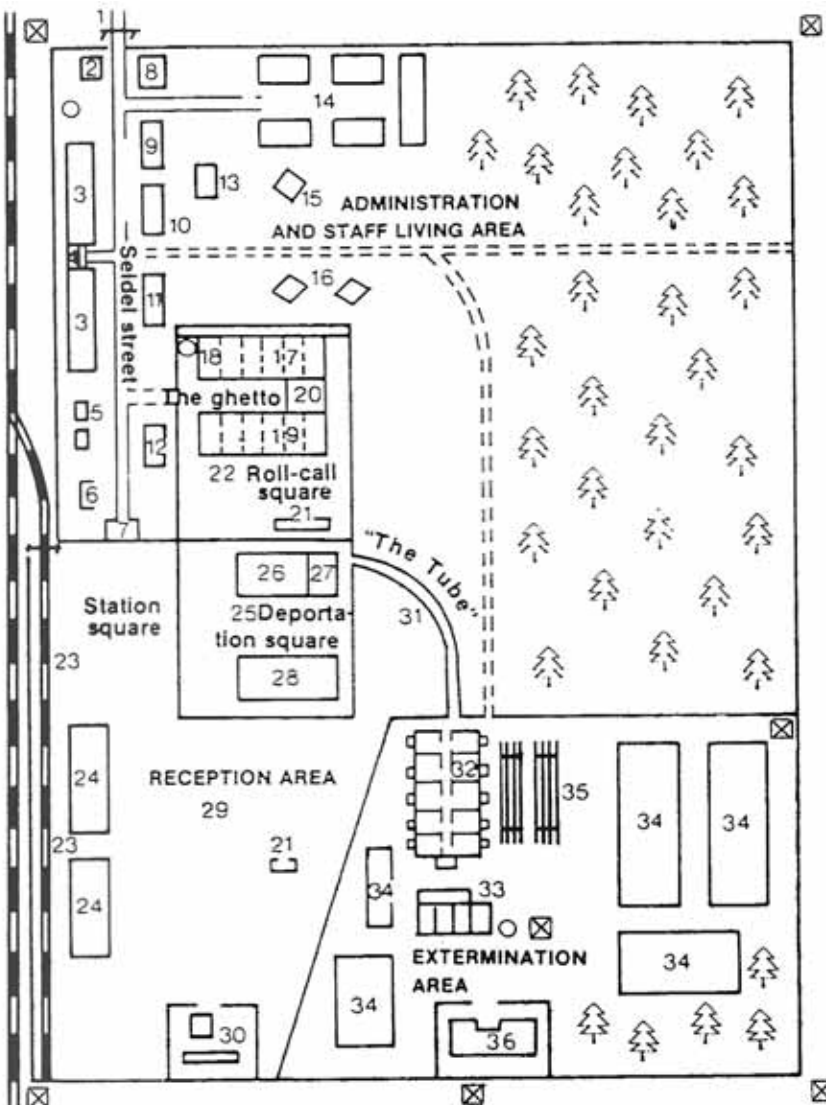 1
2
8
14
9
3
13
15
ADMINISTRATION
AND STAFF LIVING AREA
10
Seidel street
3
11
16
18
17
The ghetto
20
5
19
12
22 Roll-call
square
6
21
7
"The Tube"
26
27
Station
square
25 Deporta-
tion square
31
23
28
32
RECEPTION AREA
29
24
35
34
34
23
21
34
33
24
EXTERMINATION
AREA
34
34
30
36